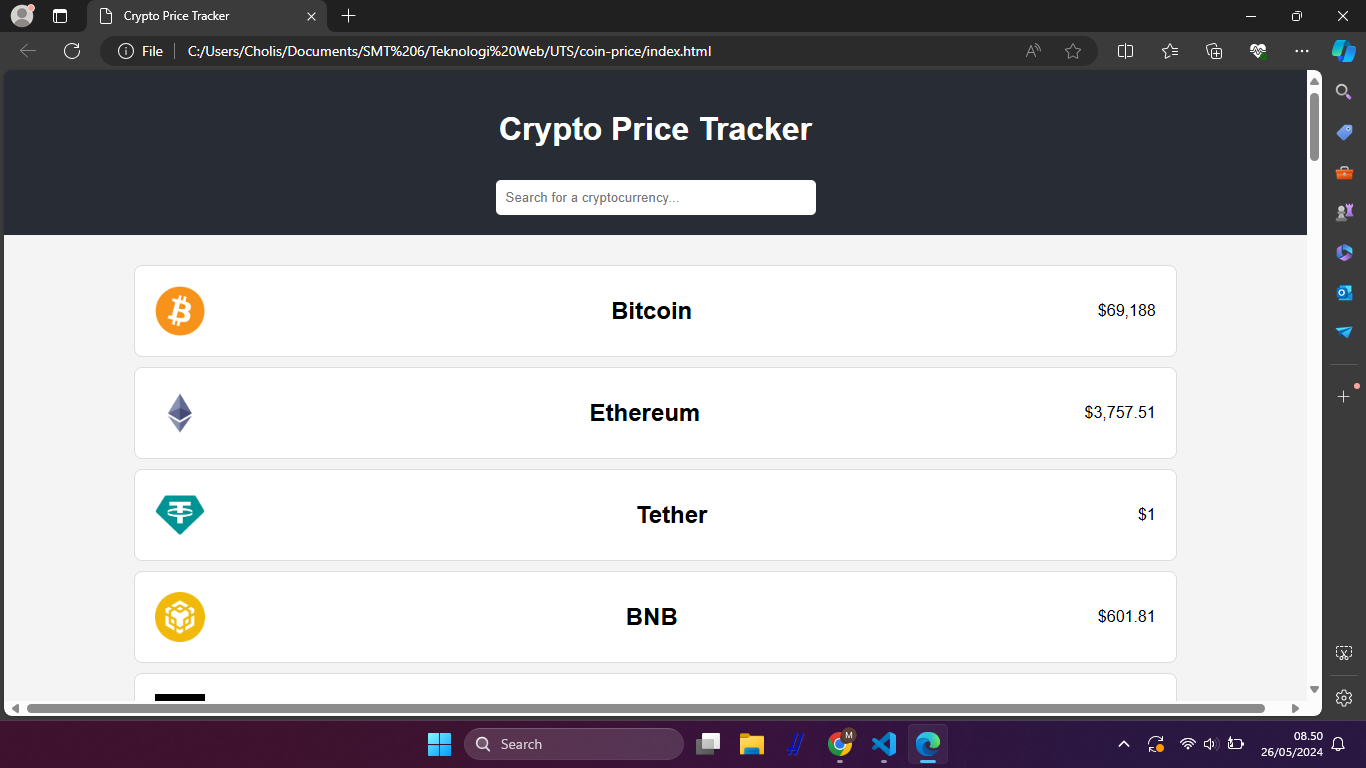 Crypto Price Tracker
File
C:/Users/Cholis/Documents/SMT%206/Teknologi%20Web/UTS/coin-price/index.html
Crypto Price Tracker
Search for a cryptocurrency...
Bitcoin
$69,188
Ethereum
$3,757.51
Tether
$1
BNB
$601.81
Search
M
08.50
26/05/2024